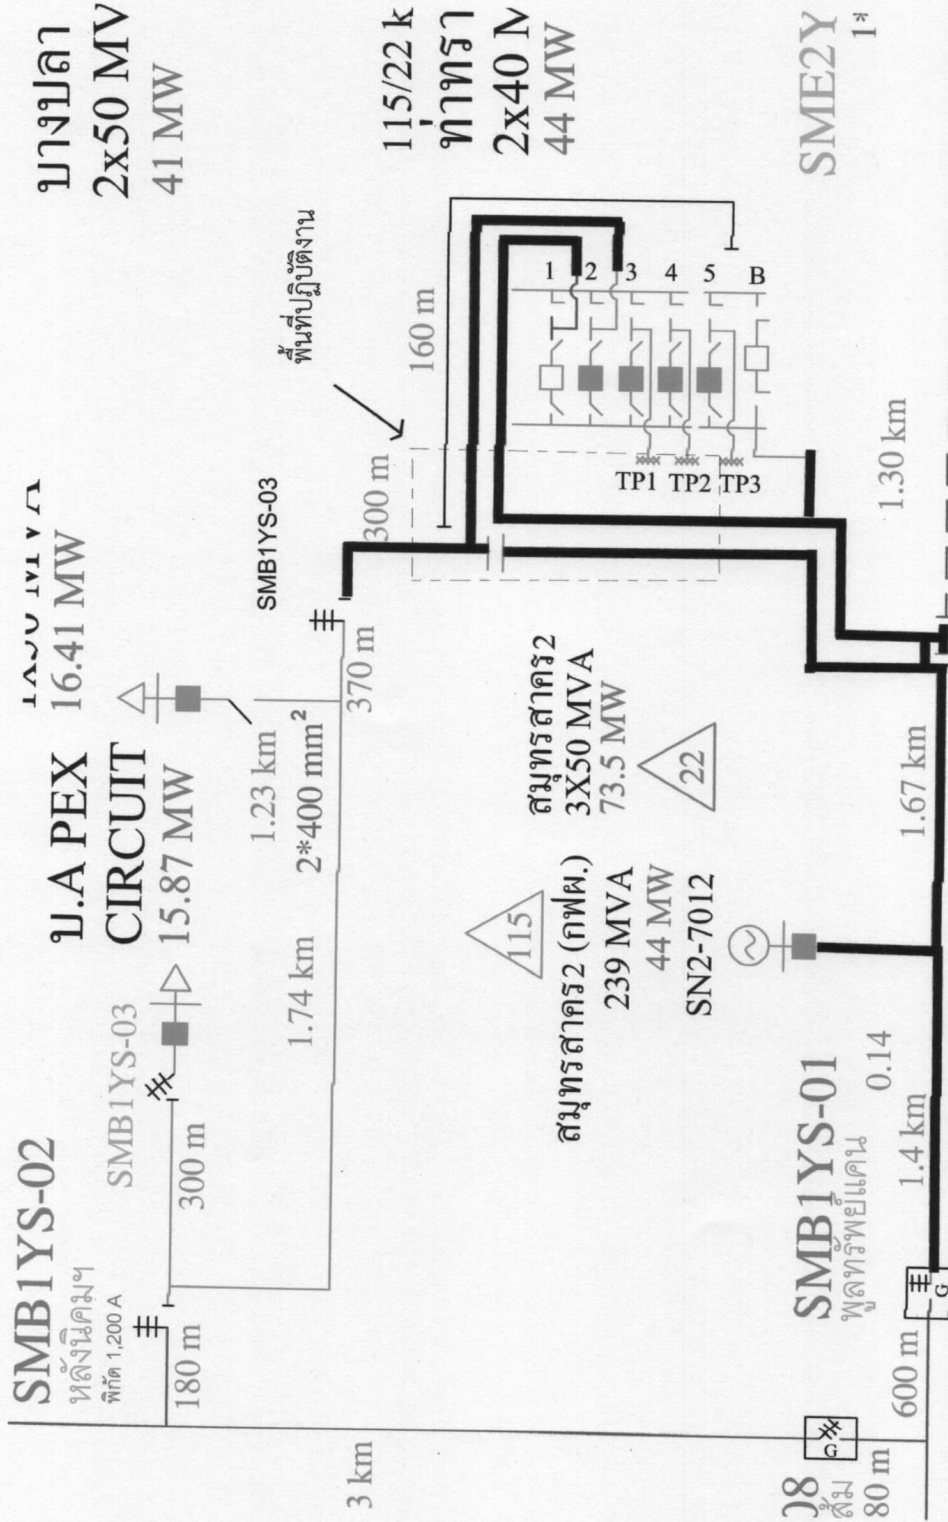 บางปลา
2x50 MV
41 MW
115/22 k
ท่าทรา
2x40 M
44 MW
SME2Y
1*
พื้นที่ปฏิบัติงาน
160 m
300 m
1
2
3
4
5
B
TP1
TP2
TP3
1.30 km
16.41 MW
SMB1YS-03
370 m
บ.A PEX
CIRCUIT
15.87 MW
1.23 km
2*400 mm²
1.74 km
SMB1YS-03
300 m
สมุทรสาคร2
3X50 MVA
73.5 MW
22
115
สมุทรสาคร2 (กฟผ.)
239 MVA
44 MW
SN2-7012
1.67 km
SMB1YS-02
หลังนิคมฯ
พิกัด 1,200 A
180 m
3 km
SMB1YS-01
พูลทรัพย์แคน
0.14
1.4 km
600 m
G
G
08
ส้ม
80 m